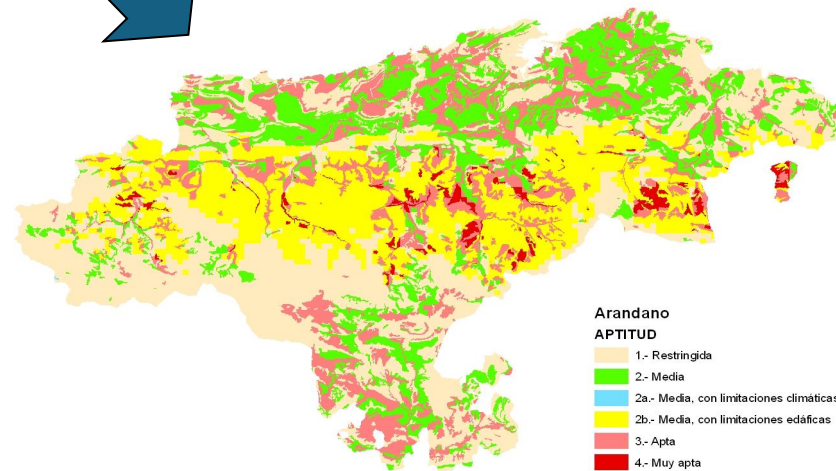 Arandano
APTITUD
1.- Restringida
2.- Media
2a.- Media, con limitaciones climáticas
2b.- Media, con limitaciones edáficas
3.- Apta
4.- Muy apta